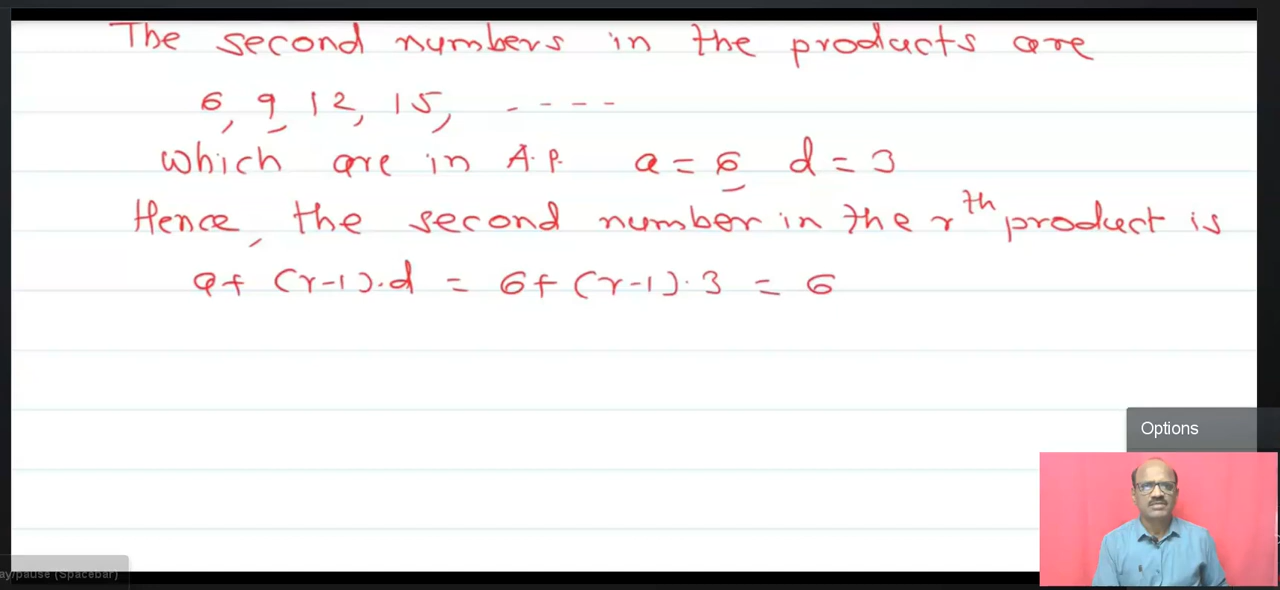 The second numbers in the products are
6, 9, 12, 15, - - - -
which are in A.P. a = 6 d = 3
Hence, the second number in the rth product is
a+ (r-1).d = 6+(r-1).3 = 6
Options
ay/pause (Spacebar)